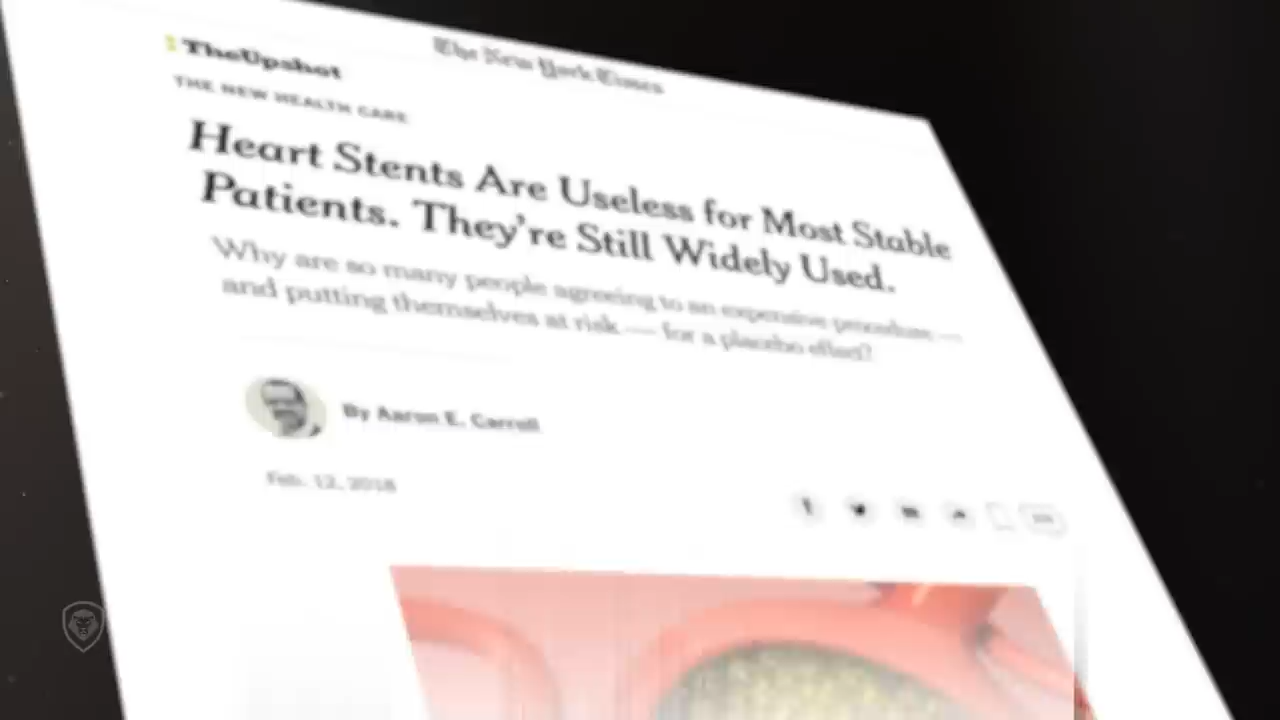 The New York Times
TheUpshot
THE NEW HEALTH CARE
Heart Stents Are Useless for Most Stable
Patients. They're Still Widely Used.
Why are so many people agreeing to an expensive procedure —
and putting themselves at risk — for a placebo effect?
By Aaron E. Carroll
Feb. 12, 2018